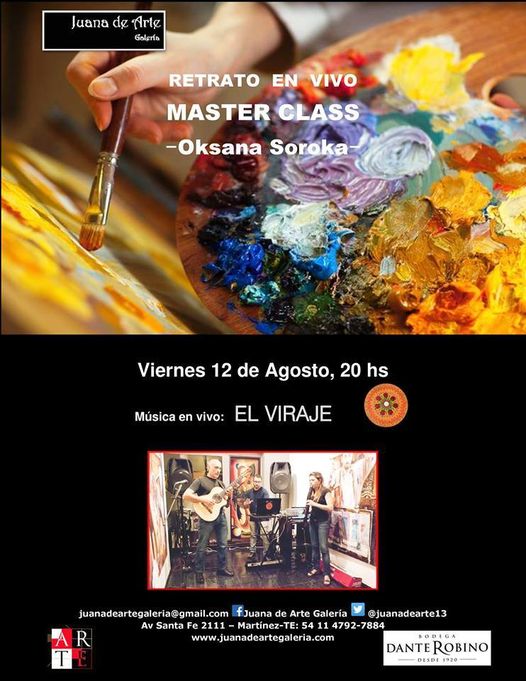 Juana de Arte
Galería
RETRATO EN VIVO
MASTER CLASS
-Oksana Soroka-
Viernes 12 de Agosto, 20 hs
Música en vivo: EL VIRAJE
juanadeartegaleria@gmail.com Juana de Arte Galería @juanadearte13
Av Santa Fe 2111 – Martínez-TE: 54 11 4792-7884
www.juanadeartegaleria.com
ARTE
BODEGA
DANTE ROBINO
DESDE 1920